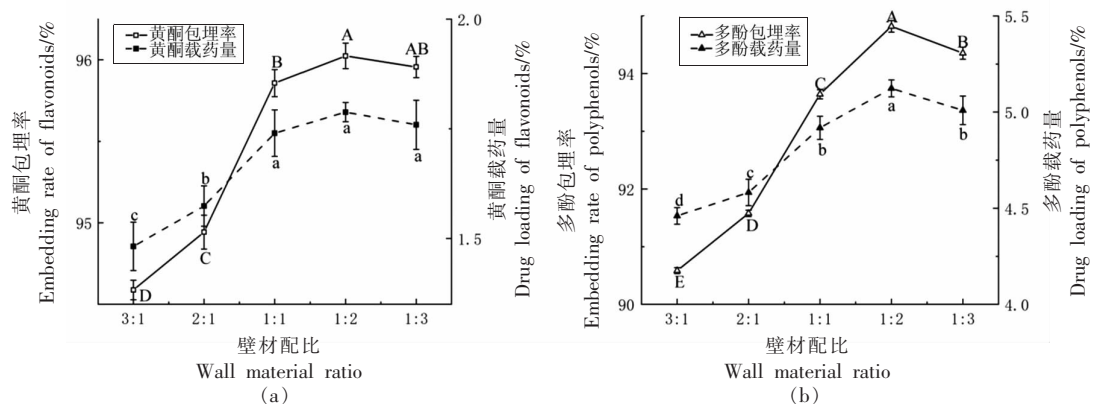 黄酮包埋率
黄酮载药量
黄酮包埋率
Embedding rate of flavonoids/%
96
95
2.0
1.5
黄酮载药量
Drug loading of flavonoids/%
A
AB
B
C
D
a
a
a
b
c
3:1
2:1
1:1
1:2
1:3
壁材配比
Wall material ratio
(a)
多酚包埋率
多酚载药量
多酚包埋率
Embedding rate of polyphenols/%
94
92
90
5.5
5.0
4.5
4.0
多酚载药量
Drug loading of polyphenols/%
A
B
C
D
E
a
b
b
c
d
3:1
2:1
1:1
1:2
1:3
壁材配比
Wall material ratio
(b)